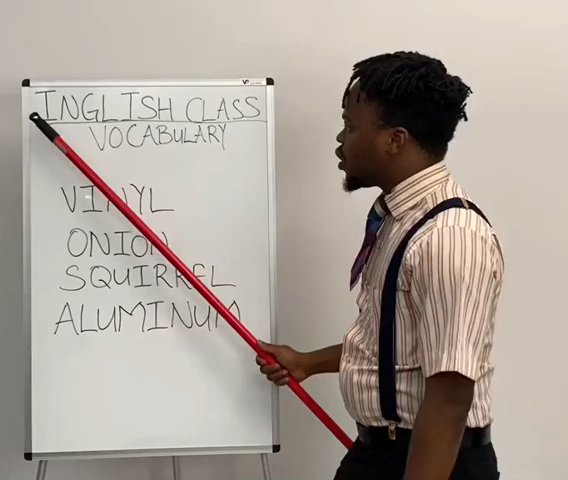 INGLISH CLASS
VOCABULARY
VINYL
ONION
SQUIRREL
ALUMINUM